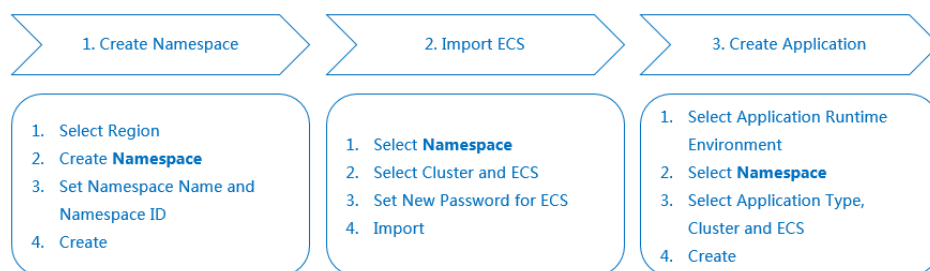 1. Create Namespace
2. Import ECS
3. Create Application
1. Select Region
2. Create Namespace
3. Set Namespace Name and
Namespace ID
4. Create
1. Select Namespace
2. Select Cluster and ECS
3. Set New Password for ECS
4. Import
1. Select Application Runtime
Environment
2. Select Namespace
3. Select Application Type,
Cluster and ECS
4. Create